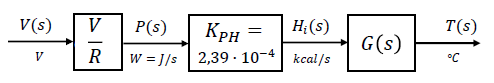 V(s)
V
V
R
P(s)
W = J/s
K_PH =
2,39 · 10⁻⁴
H_i(s)
kcal/s
G(s)
T(s)
°C